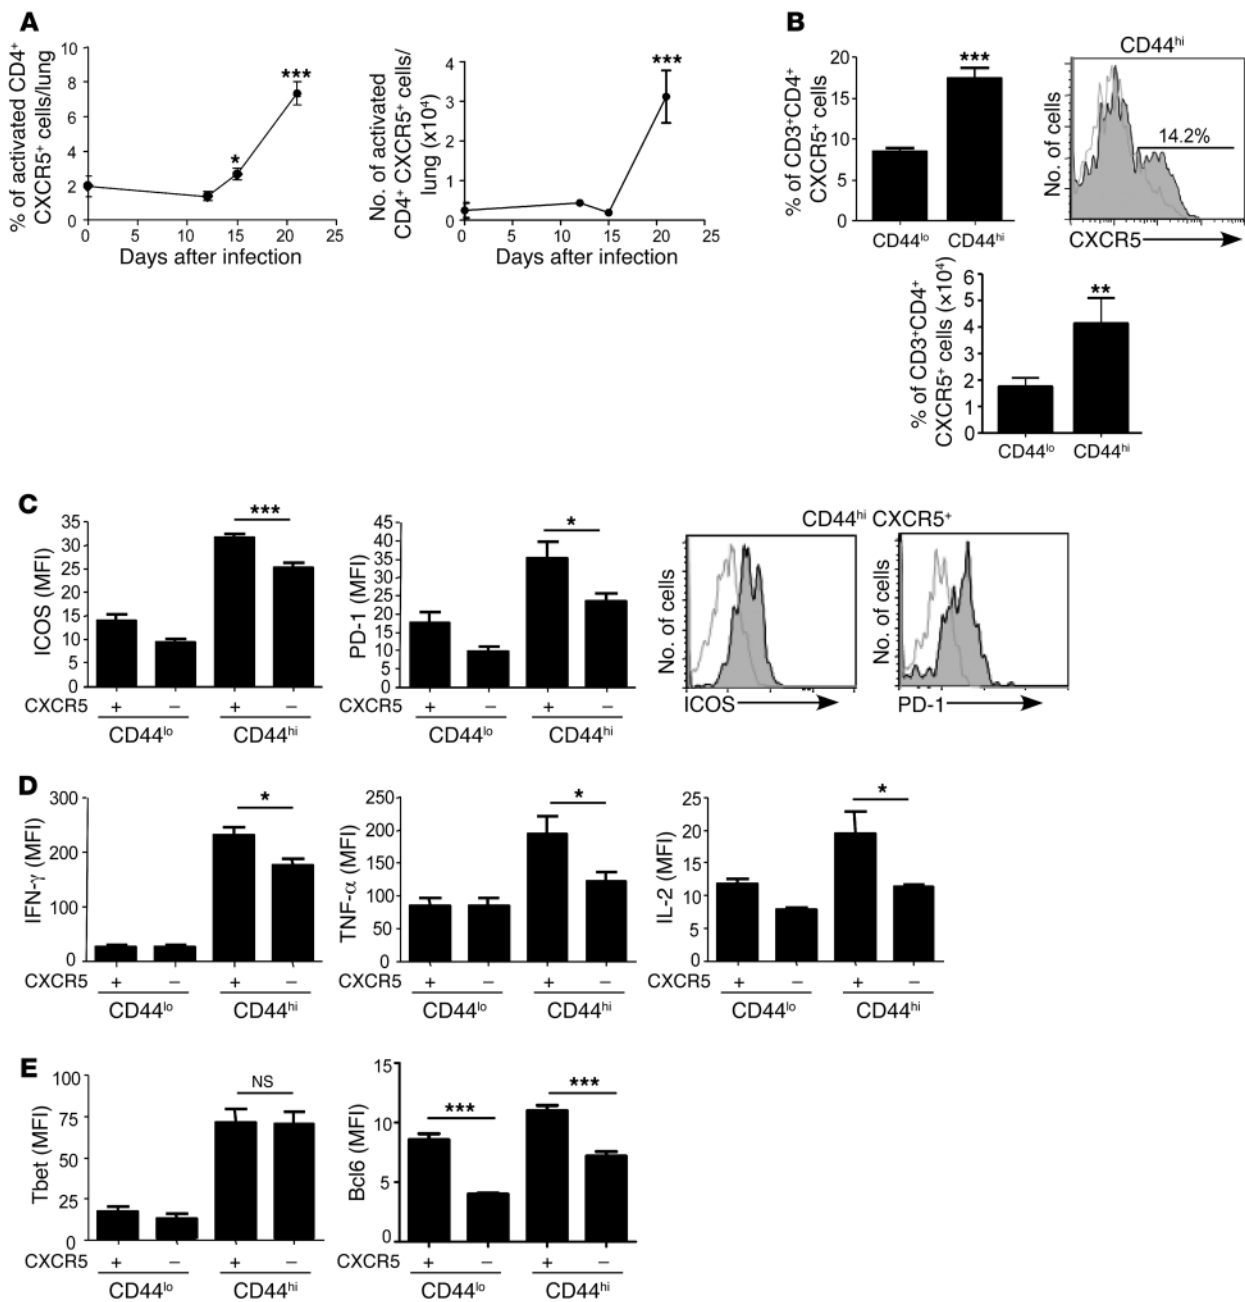 A
% of activated CD4⁺
CXCR5⁺ cells/lung
10
8
6
4
2
0
*
***
0 5 10 15 20 25
Days after infection
No. of activated
CD4⁺ CXCR5⁺ cells/
lung (x10⁴)
4
3
2
1
0
***
0 5 10 15 20 25
Days after infection
B
% of CD3⁺CD4⁺
CXCR5⁺ cells
20
15
10
5
0
***
CD44ˡᵒ CD44ʰⁱ
CD44ʰⁱ
No. of cells
14.2%
CXCR5
% of CD3⁺CD4⁺
CXCR5⁺ cells (×10⁴)
6
5
4
3
2
1
0
**
CD44ˡᵒ CD44ʰⁱ
C
ICOS (MFI)
35
30
25
20
15
10
5
0
***
CXCR5 + − + −
CD44ˡᵒ CD44ʰⁱ
PD-1 (MFI)
45
40
35
30
25
20
15
10
5
0
*
CXCR5 + − + −
CD44ˡᵒ CD44ʰⁱ
CD44ʰⁱ CXCR5⁺
No. of cells
ICOS
No. of cells
PD-1
D
IFN-γ (MFI)
300
200
100
0
*
CXCR5 + − + −
CD44ˡᵒ CD44ʰⁱ
TNF-α (MFI)
250
200
150
100
50
0
*
CXCR5 + − + −
CD44ˡᵒ CD44ʰⁱ
IL-2 (MFI)
25
20
15
10
5
0
*
CXCR5 + − + −
CD44ˡᵒ CD44ʰⁱ
E
Tbet (MFI)
100
75
50
25
0
NS
CXCR5 + − + −
CD44ˡᵒ CD44ʰⁱ
Bcl6 (MFI)
15
10
5
0
***
***
CXCR5 + − + −
CD44ˡᵒ CD44ʰⁱ